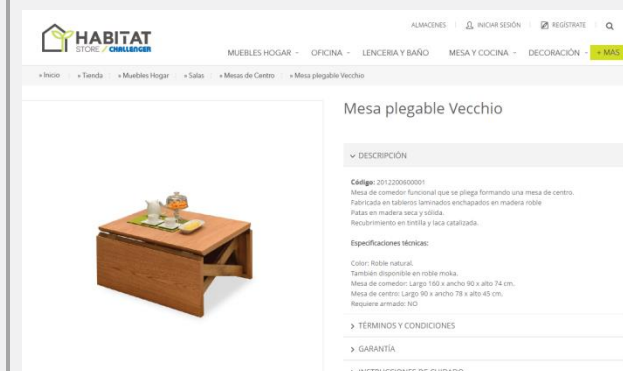 HABITAT
STORE / CHALLENGER
ALMACENES
INICIAR SESIÓN
REGÍSTRATE
MUEBLES HOGAR -
OFICINA -
LENCERIA Y BAÑO
MESA Y COCINA -
DECORACIÓN -
+ MAS
» Inicio
» Tienda
» Muebles Hogar
» Salas
» Mesas de Centro
» Mesa plegable Vecchio
Mesa plegable Vecchio
DESCRIPCIÓN
Código: 2012200600001
Mesa de comedor funcional que se pliega formando una mesa de centro.
Fabricada en tableros laminados enchapados en madera roble
Patas en madera seca y sólida.
Recubrimiento en tintilla y laca catalizada.
Especificaciones técnicas:
Color: Roble natural.
También disponible en roble moka.
Mesa de comedor: Largo 160 x ancho 90 x alto 74 cm.
Mesa de centro: Largo 90 x ancho 78 x alto 45 cm.
Requiere armado: NO
TÉRMINOS Y CONDICIONES
GARANTÍA
INSTRUCCIONES DE CUIDADO